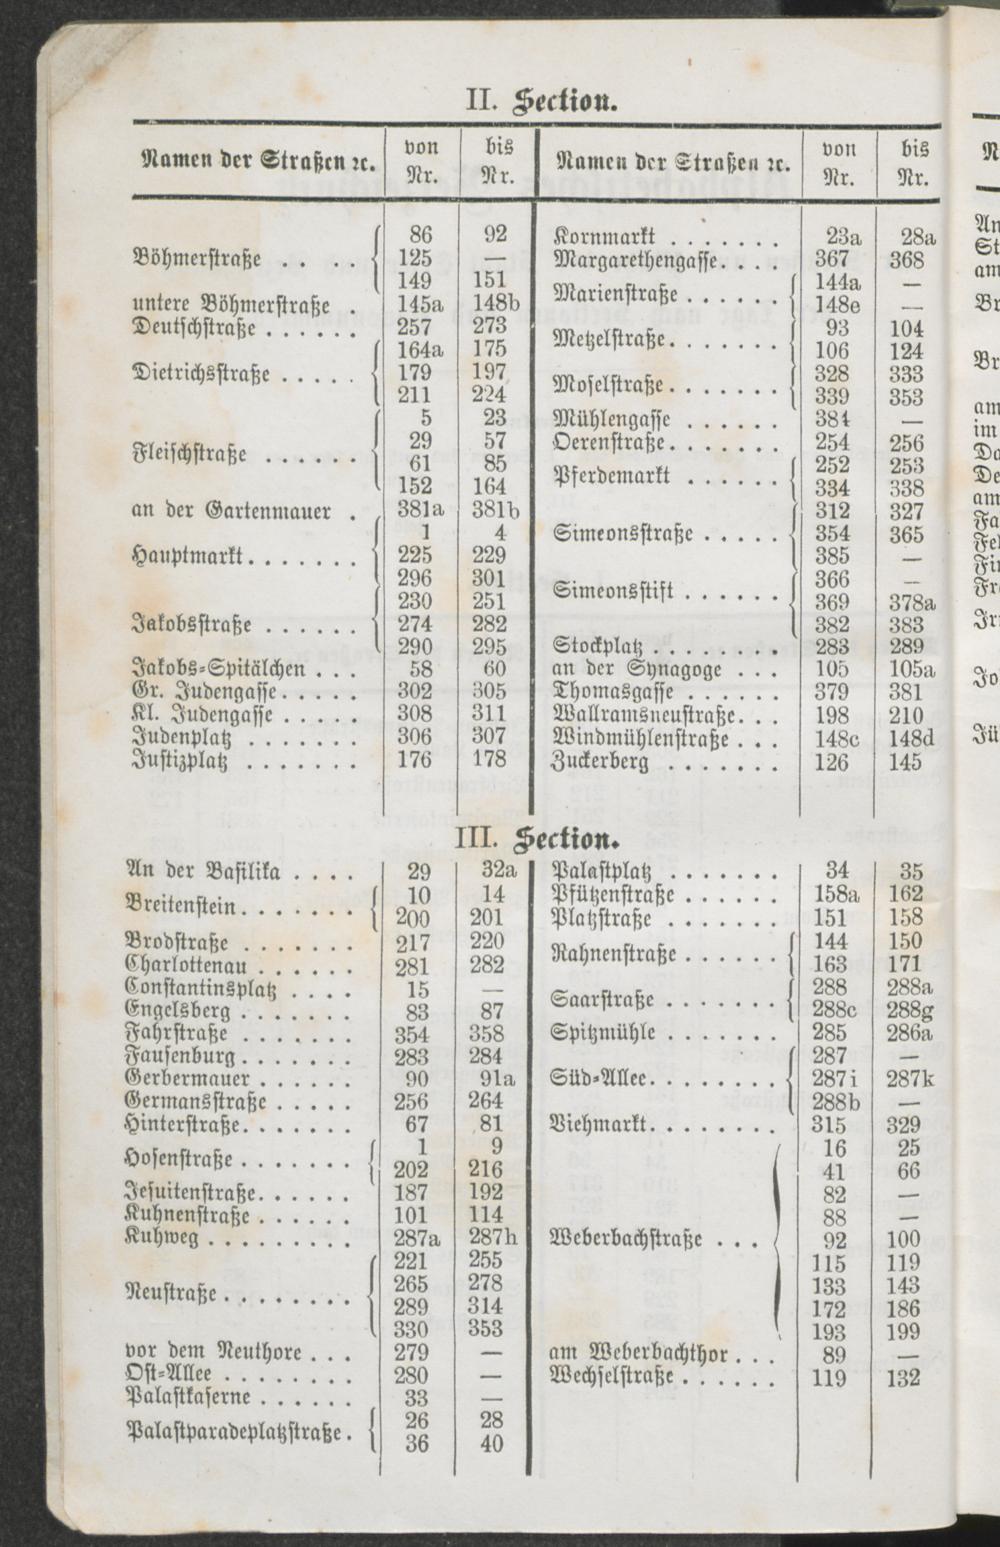 II. Section.
Namen der Straßen ꝛc. von Nr. bis Nr.
Böhmerstraße . . . . 86 92
125 —
149 151
untere Böhmerstraße . 145a 148b
Deutschstraße . . . . . . 257 273
Dietrichsstraße . . . . . 164a 175
179 197
211 224
Fleischstraße . . . . . . 5 23
29 57
61 85
152 164
an der Gartenmauer . 381a 381b
Hauptmarkt . . . . . . . 1 4
225 229
296 301
Jakobsstraße . . . . . . 230 251
274 282
290 295
Jakobs-Spitälchen . . . 58 60
Gr. Judengasse . . . . . 302 305
Kl. Judengasse . . . . . 308 311
Judenplatz . . . . . . . 306 307
Justizplatz . . . . . . . 176 178
Namen der Straßen ꝛc. von Nr. bis Nr.
Kornmarkt . . . . . . . 23a 28a
Margarethengasse. . . . 367 368
Marienstraße . . . . . . 144a —
148e —
Metzelstraße. . . . . . . 93 104
106 124
Moselstraße. . . . . . . 328 333
339 353
Mühlengasse . . . . . . 384 —
Oerenstraße. . . . . . . 254 256
Pferdemarkt . . . . . . 252 253
334 338
Simeonsstraße . . . . . 312 327
354 365
385 —
Simeonsstift . . . . . . 366 —
369 378a
382 383
Stockplatz . . . . . . . 283 289
an der Synagoge . . . 105 105a
Thomasgasse . . . . . . 379 381
Wallramsneustraße. . . 198 210
Windmühlenstraße . . . 148c 148d
Zuckerberg . . . . . . . 126 145
III. Section.
An der Basilika . . . . 29 32a
Breitenstein. . . . . . . 10 14
200 201
Brodstraße . . . . . . . 217 220
Charlottenau . . . . . . 281 282
Constantinsplatz . . . . 15 —
Engelsberg . . . . . . . 83 87
Fahrstraße . . . . . . . 354 358
Fausenburg . . . . . . . 283 284
Gerbermauer . . . . . . 90 91a
Germansstraße . . . . . 256 264
Hinterstraße. . . . . . . 67 81
Hosenstraße . . . . . . . 1 9
202 216
Jesuitenstraße. . . . . . 187 192
Kuhnenstraße . . . . . . 101 114
Kuhweg . . . . . . . . . 287a 287h
Neustraße . . . . . . . . 221 255
265 278
289 314
330 353
vor dem Neuthore . . . 279 —
Ost-Allee . . . . . . . . 280 —
Palastkaserne . . . . . . 33 —
Palastparadeplatzstraße . 26 28
36 40
Palastplatz . . . . . . . 34 35
Pfützenstraße . . . . . . 158a 162
Platzstraße . . . . . . . 151 158
Rahnenstraße . . . . . . 144 150
163 171
Saarstraße . . . . . . . 288 288a
288c 288g
Spitzmühle . . . . . . . 285 286a
Süd-Allee. . . . . . . . 287 —
287i 287k
288b —
Viehmarkt. . . . . . . . 315 329
Weberbachstraße . . . 16 25
41 66
82 —
88 —
92 100
115 119
133 143
172 186
193 199
am Weberbachthor . . . 89 —
Wechselstraße . . . . . . 119 132